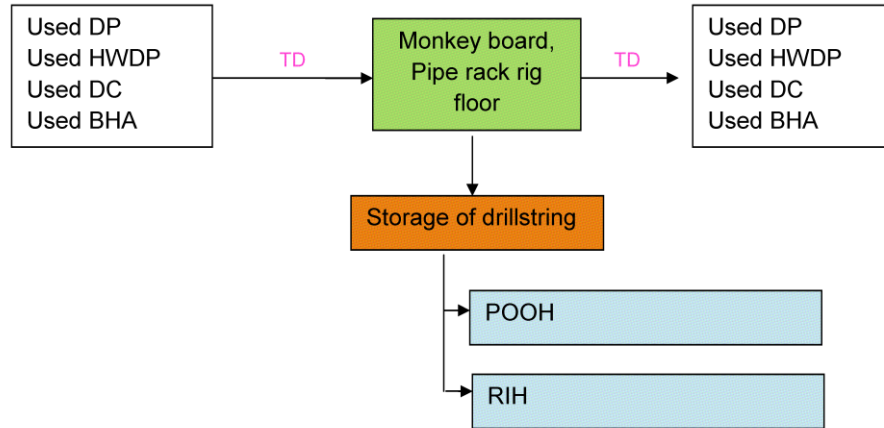 Used DP
Used HWDP
Used DC
Used BHA
TD
Monkey board,
Pipe rack rig
floor
TD
Used DP
Used HWDP
Used DC
Used BHA
Storage of drillstring
POOH
RIH